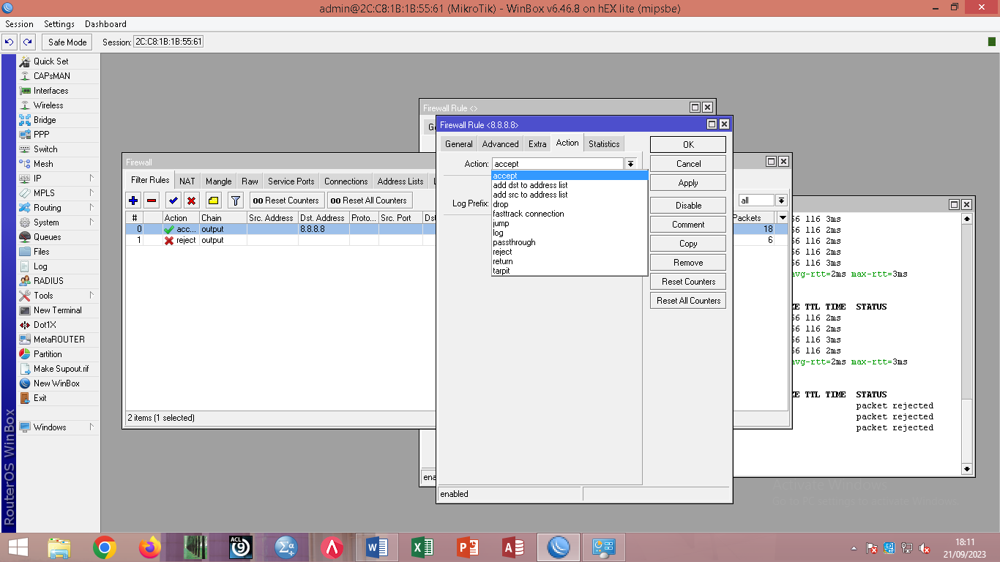 admin@2C:C8:1B:1B:55:61 (MikroTik) - WinBox v6.46.8 on hEX lite (mipsbe)
Session Settings Dashboard
Safe Mode Session: 2C:C8:1B:1B:55:61
Quick Set
CAPsMAN
Interfaces
Wireless
Bridge
PPP
Switch
Mesh
IP
MPLS
Routing
System
Queues
Files
Log
RADIUS
Tools
New Terminal
Dot1X
MetaROUTER
Partition
Make Supout.rif
New WinBox
Exit
Windows
RouterOS WinBox
Firewall
Filter Rules NAT Mangle Raw Service Ports Connections Address Lists
00 Reset Counters 00 Reset All Counters all
# Action Chain Src. Address Dst. Address Proto... Src. Port Dst Packets
0 acc... output 8.8.8.8 18
1 reject output 6
2 items (1 selected)
Firewall Rule <>
Ge
ena
Firewall Rule <8.8.8.8>
General Advanced Extra Action Statistics
Action: accept
accept
add dst to address list
add src to address list
drop
fasttrack connection
jump
log
passthrough
reject
return
tarpit
Log Prefix:
OK
Cancel
Apply
Disable
Comment
Copy
Remove
Reset Counters
Reset All Counters
enabled
56 116 3ms
56 116 2ms
56 116 2ms
56 116 2ms
56 116 3ms
avg-rtt=2ms max-rtt=3ms
ZE TTL TIME STATUS
56 116 2ms
56 116 2ms
56 116 3ms
56 116 2ms
avg-rtt=2ms max-rtt=3ms
ZE TTL TIME STATUS
packet rejected
packet rejected
packet rejected
Activate Windows
Go to PC settings to activate Windows.
ACL
9
18:11
21/09/2023